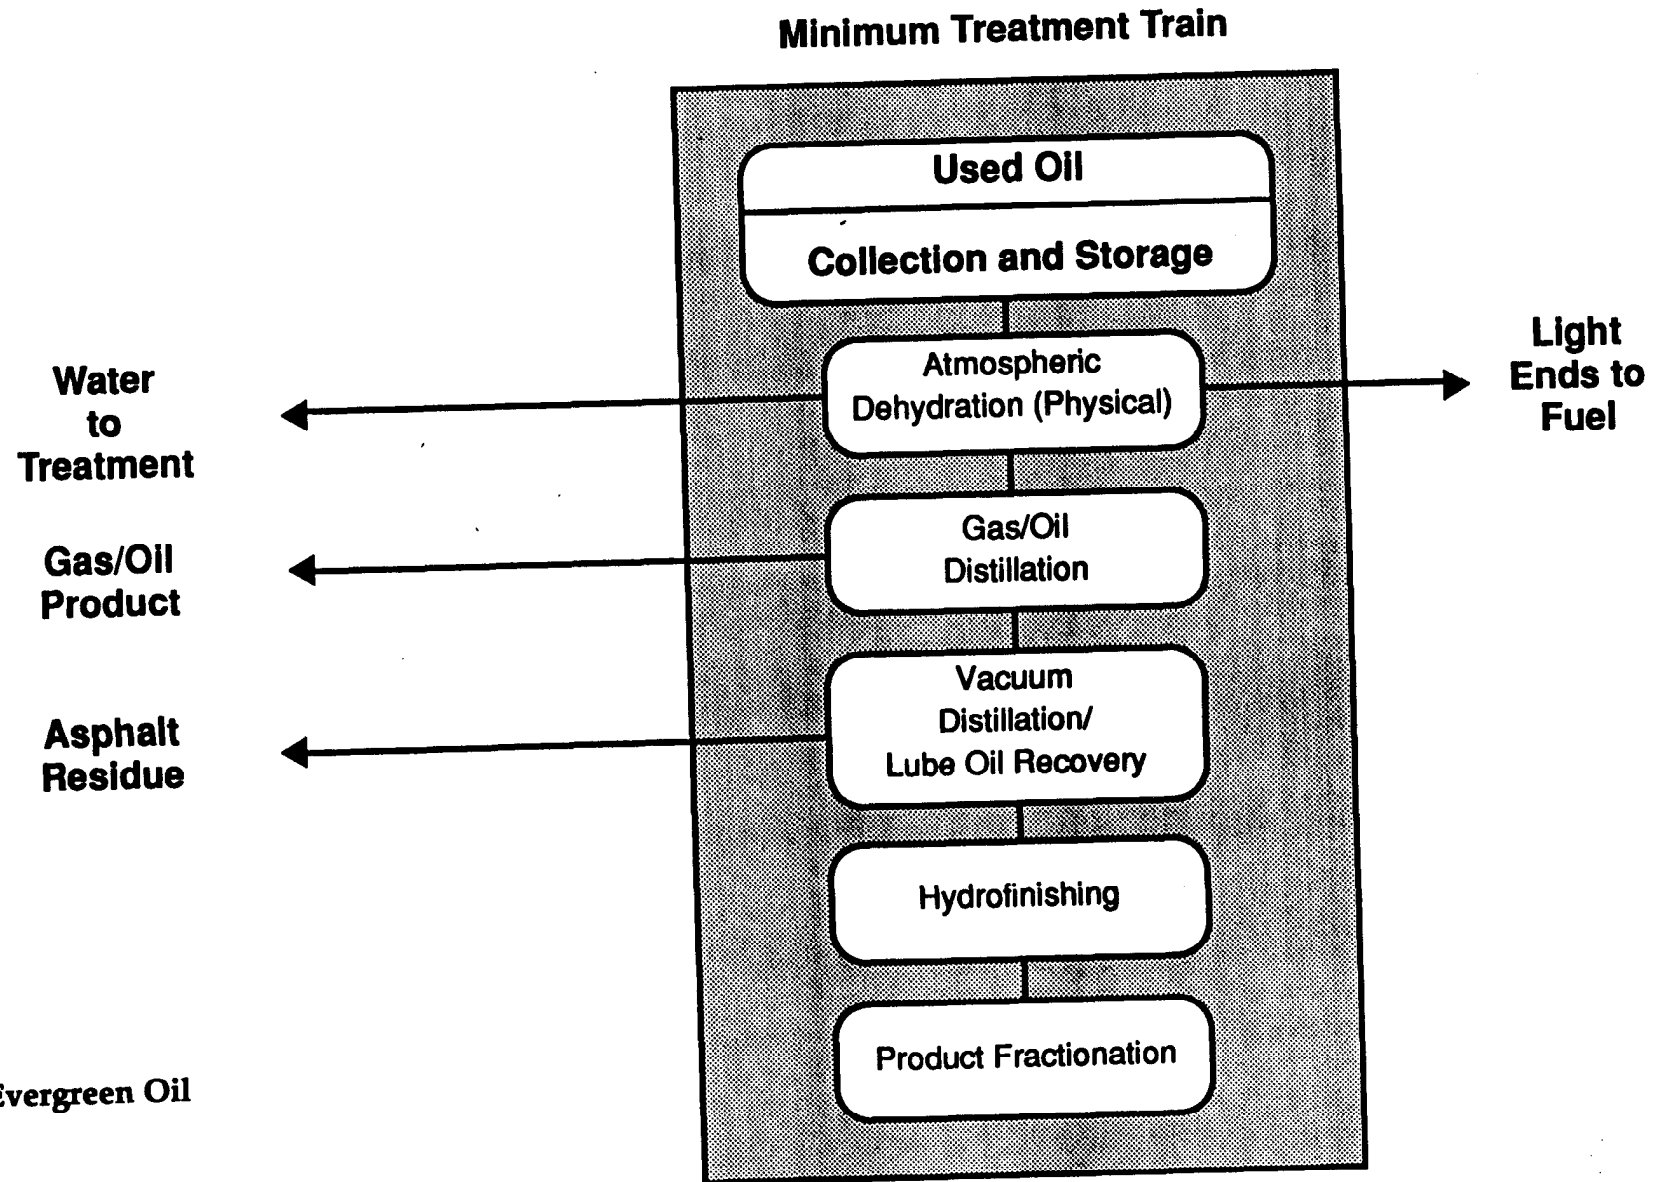 Minimum Treatment Train
Used Oil
Collection and Storage
Atmospheric
Dehydration (Physical)
Water
to
Treatment
Light
Ends to
Fuel
Gas/Oil
Distillation
Gas/Oil
Product
Vacuum
Distillation/
Lube Oil Recovery
Asphalt
Residue
Hydrofinishing
Product Fractionation
Evergreen Oil